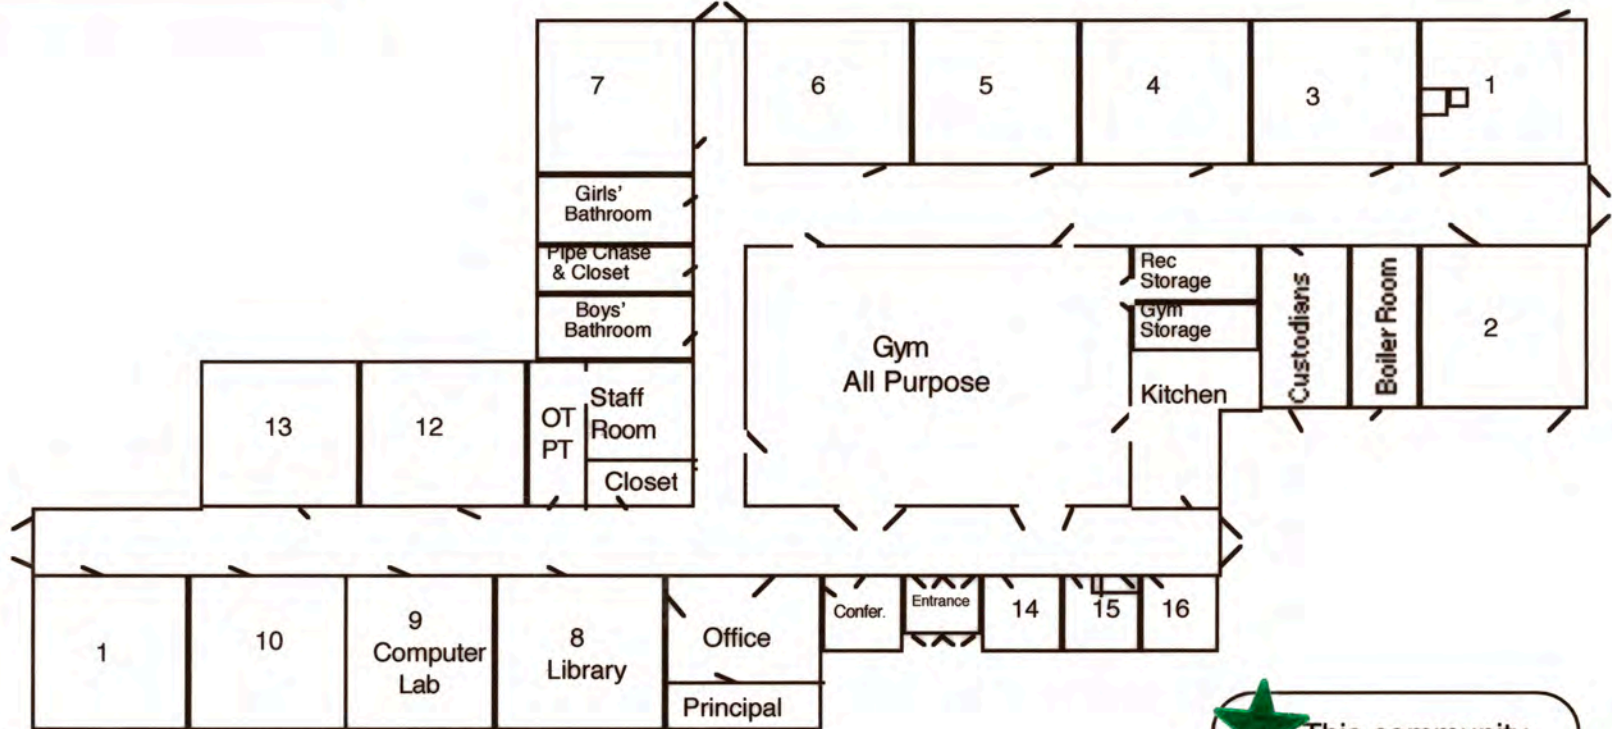 7
6
5
4
3
1
Girls'
Bathroom
Pipe Chase
& Closet
Boys'
Bathroom
Rec
Storage
Gym
Storage
Custodians
Boiler Room
2
Gym
All Purpose
Kitchen
13
12
OT
PT
Staff
Room
Closet
1
10
9
Computer
Lab
8
Library
Office
Principal
Confer.
Entrance
14
15
16
This community